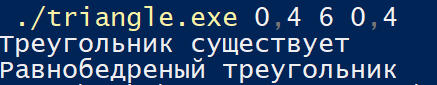 ./triangle.exe 0,4 6 0,4
Треугольник существует
Равнобедреный треугольник